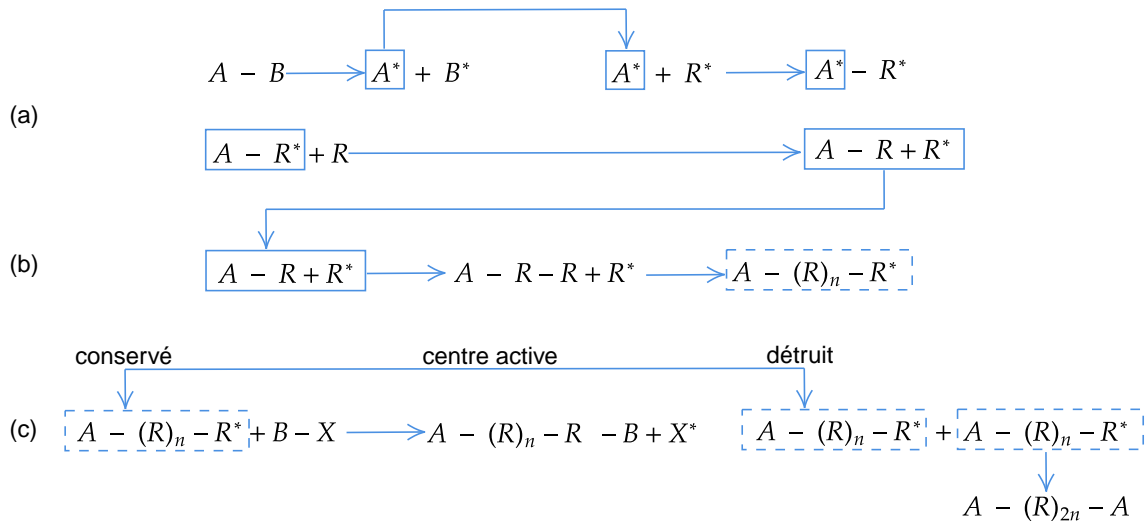 A − B → A* + B* A* + R* → A* − R*
(a)
A − R* + R → A − R + R*
(b) A − R + R* → A − R − R + R* → A − (R)ₙ − R*
conservé centre active détruit
(c) A − (R)ₙ − R* + B − X → A − (R)ₙ − R − B + X* A − (R)ₙ − R* + A − (R)ₙ − R*
A − (R)₂ₙ − A